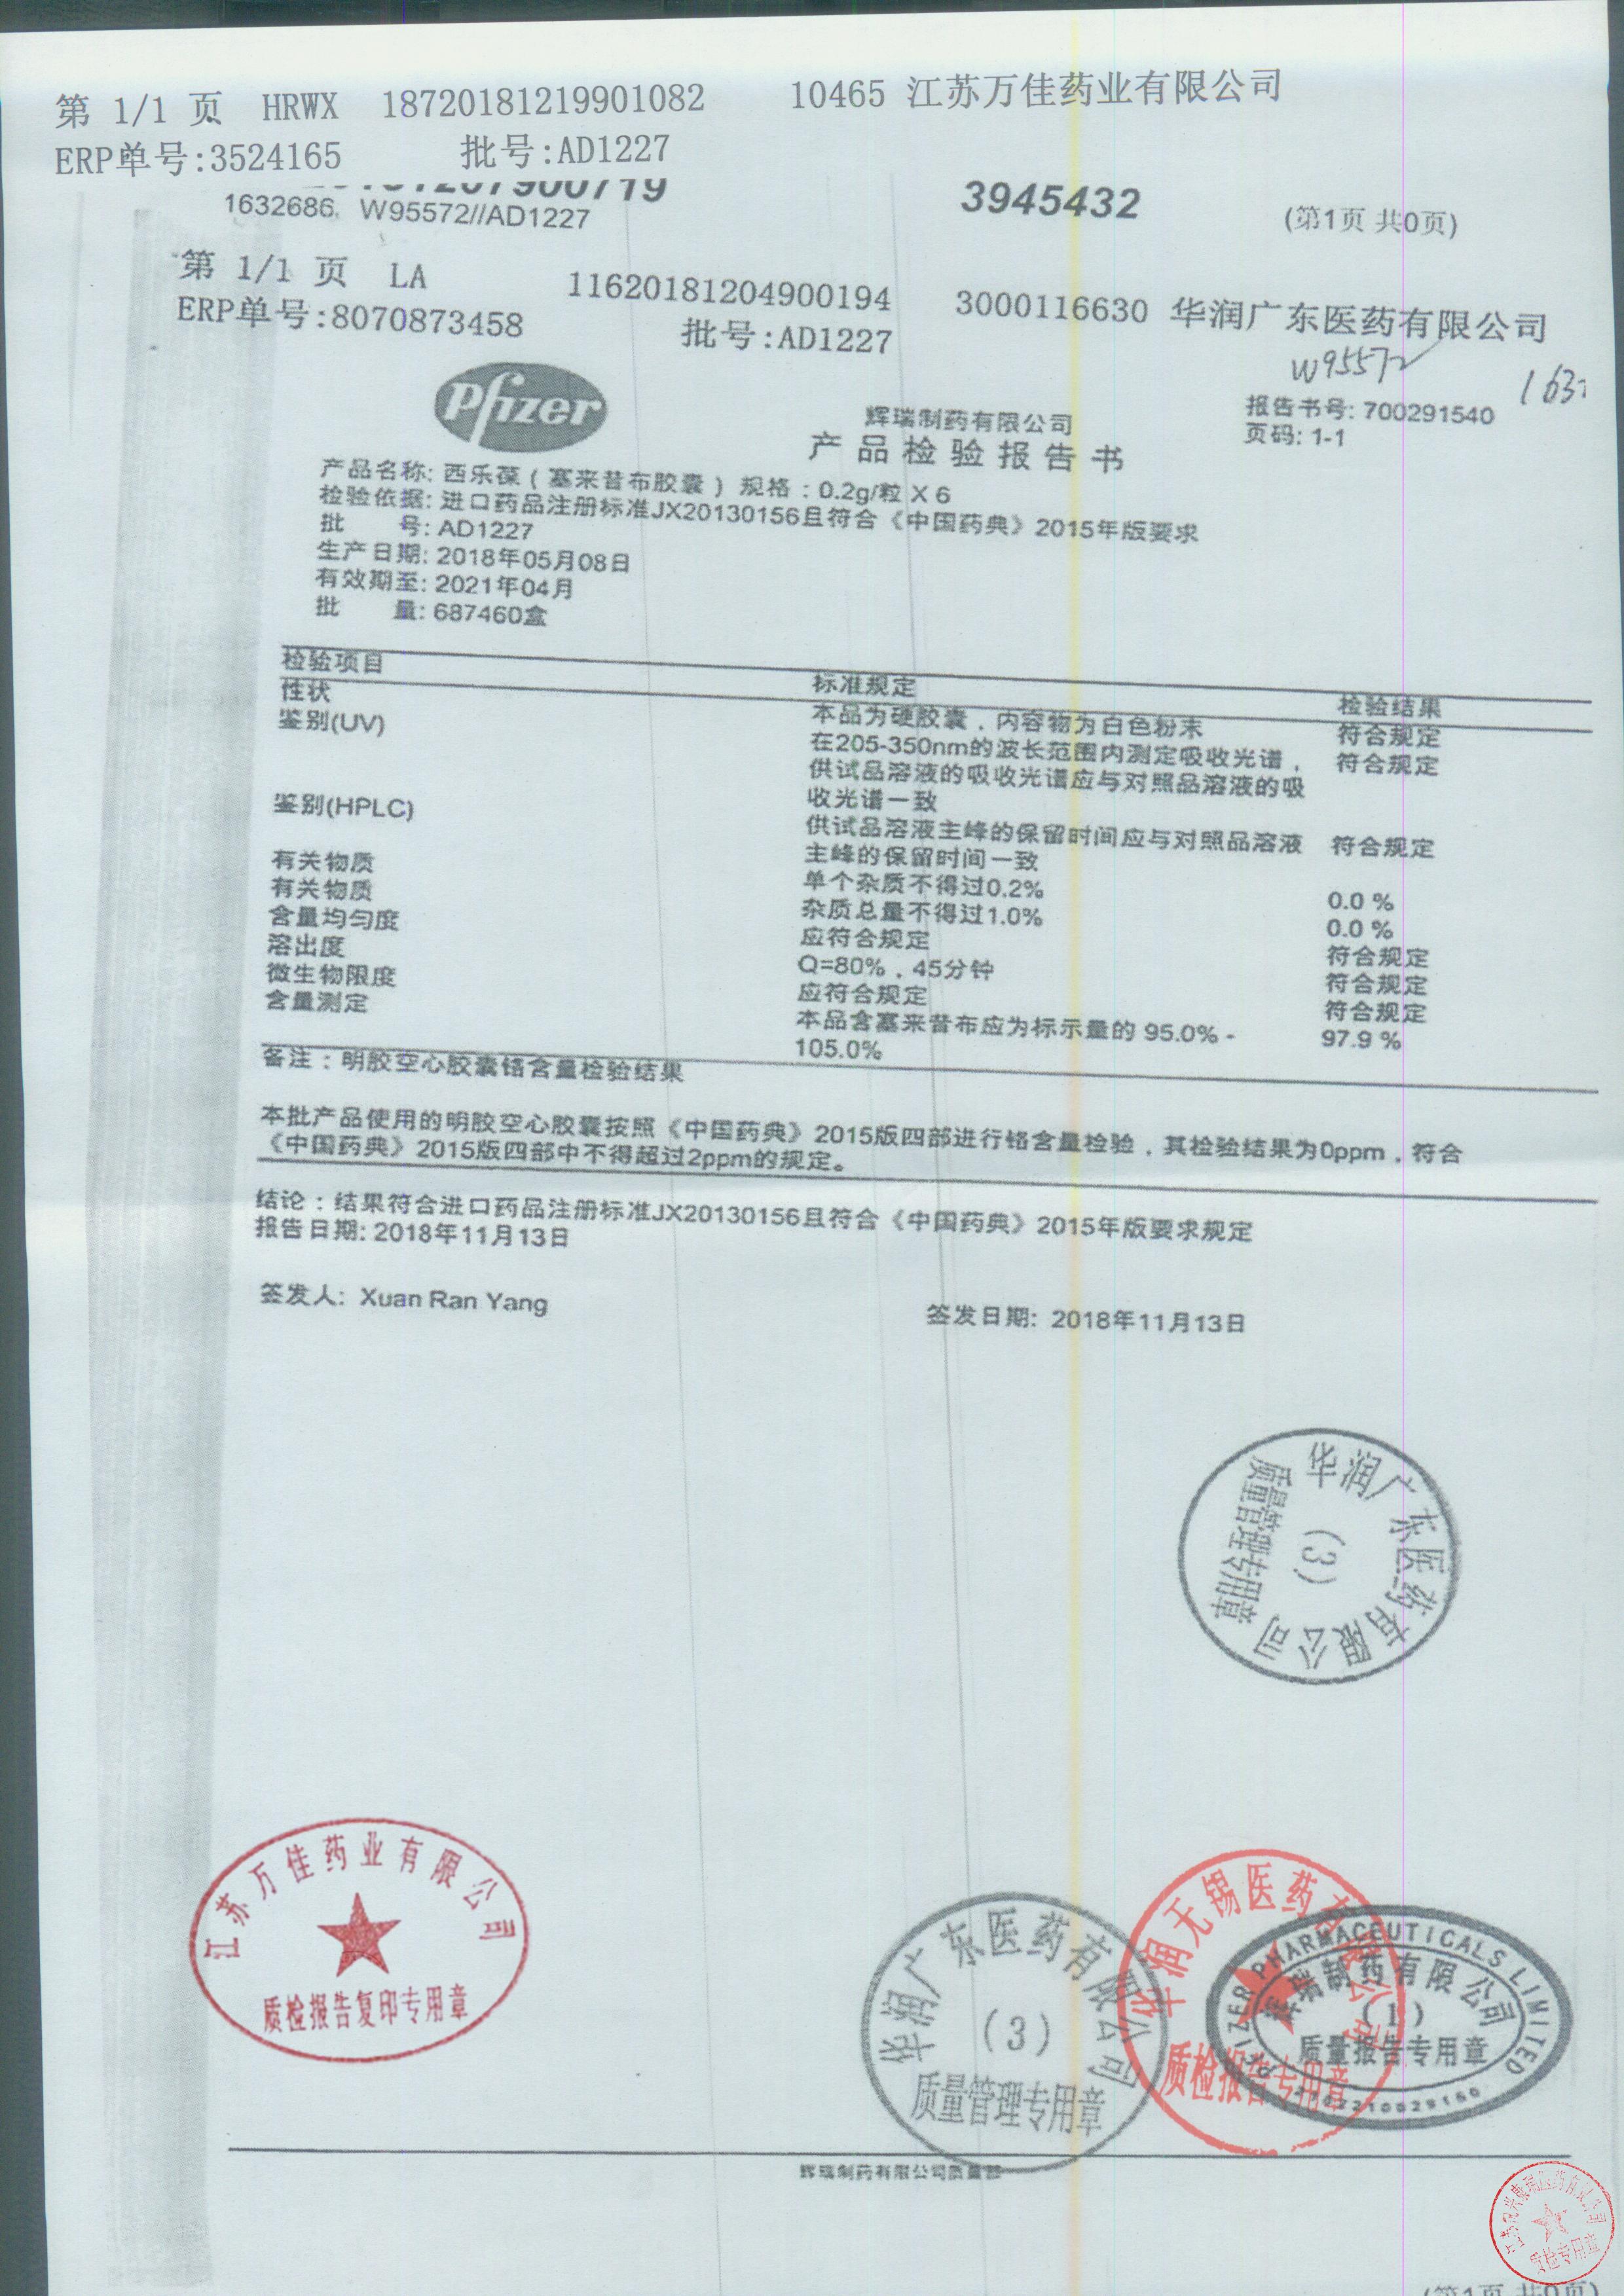 第 1/1 页 HRWX 18720181219901082 10465 江苏万佳药业有限公司
ERP单号:3524165 批号:AD1227
3945432
1632686, W95572//AD1227
(第1页 共0页)
第 1/1 页 LA 11620181204900194 3000116630 华润广东医药有限公司
ERP单号:8070873458 批号:AD1227
W95572
163
Pfizer
辉瑞制药有限公司
产品检验报告书
报告书号: 700291540
页码: 1-1
产品名称: 西乐葆（塞来昔布胶囊）规格：0.2g/粒 X 6
检验依据: 进口药品注册标准JX20130156且符合《中国药典》2015年版要求
批 号: AD1227
生产日期: 2018年05月08日
有效期至: 2021年04月
批 量: 687460盒
检验项目 标准规定 检验结果
性状 本品为硬胶囊，内容物为白色粉末 符合规定
鉴别(UV) 在205-350nm的波长范围内测定吸收光谱， 符合规定
供试品溶液的吸收光谱应与对照品溶液的吸
收光谱一致
鉴别(HPLC) 供试品溶液主峰的保留时间应与对照品溶液 符合规定
主峰的保留时间一致
有关物质 单个杂质不得过0.2% 0.0 %
有关物质 杂质总量不得过1.0% 0.0 %
含量均匀度 应符合规定 符合规定
溶出度 Q=80%，45分钟 符合规定
微生物限度 应符合规定 符合规定
含量测定 本品含塞来昔布应为标示量的 95.0% - 97.9 %
105.0%
备注：明胶空心胶囊铬含量检验结果
本批产品使用的明胶空心胶囊按照《中国药典》2015版四部进行铬含量检验，其检验结果为0ppm，符合
《中国药典》2015版四部中不得超过2ppm的规定。
结论：结果符合进口药品注册标准JX20130156且符合《中国药典》2015年版要求规定
报告日期: 2018年11月13日
签发人: Xuan Ran Yang 签发日期: 2018年11月13日
华润广东医药有限公司
(3)
质量管理专用章
江苏万佳药业有限公司
质检报告复印专用章
华润广东医药有限公司
(3)
质量管理专用章
华润无锡医药有限公司
质检报告专用章
PFIZER PHARMACEUTICALS LIMITED
辉瑞制药有限公司
(1)
质量报告专用章
辉瑞制药有限公司质量部
质检专用章
(第1页 共0页)